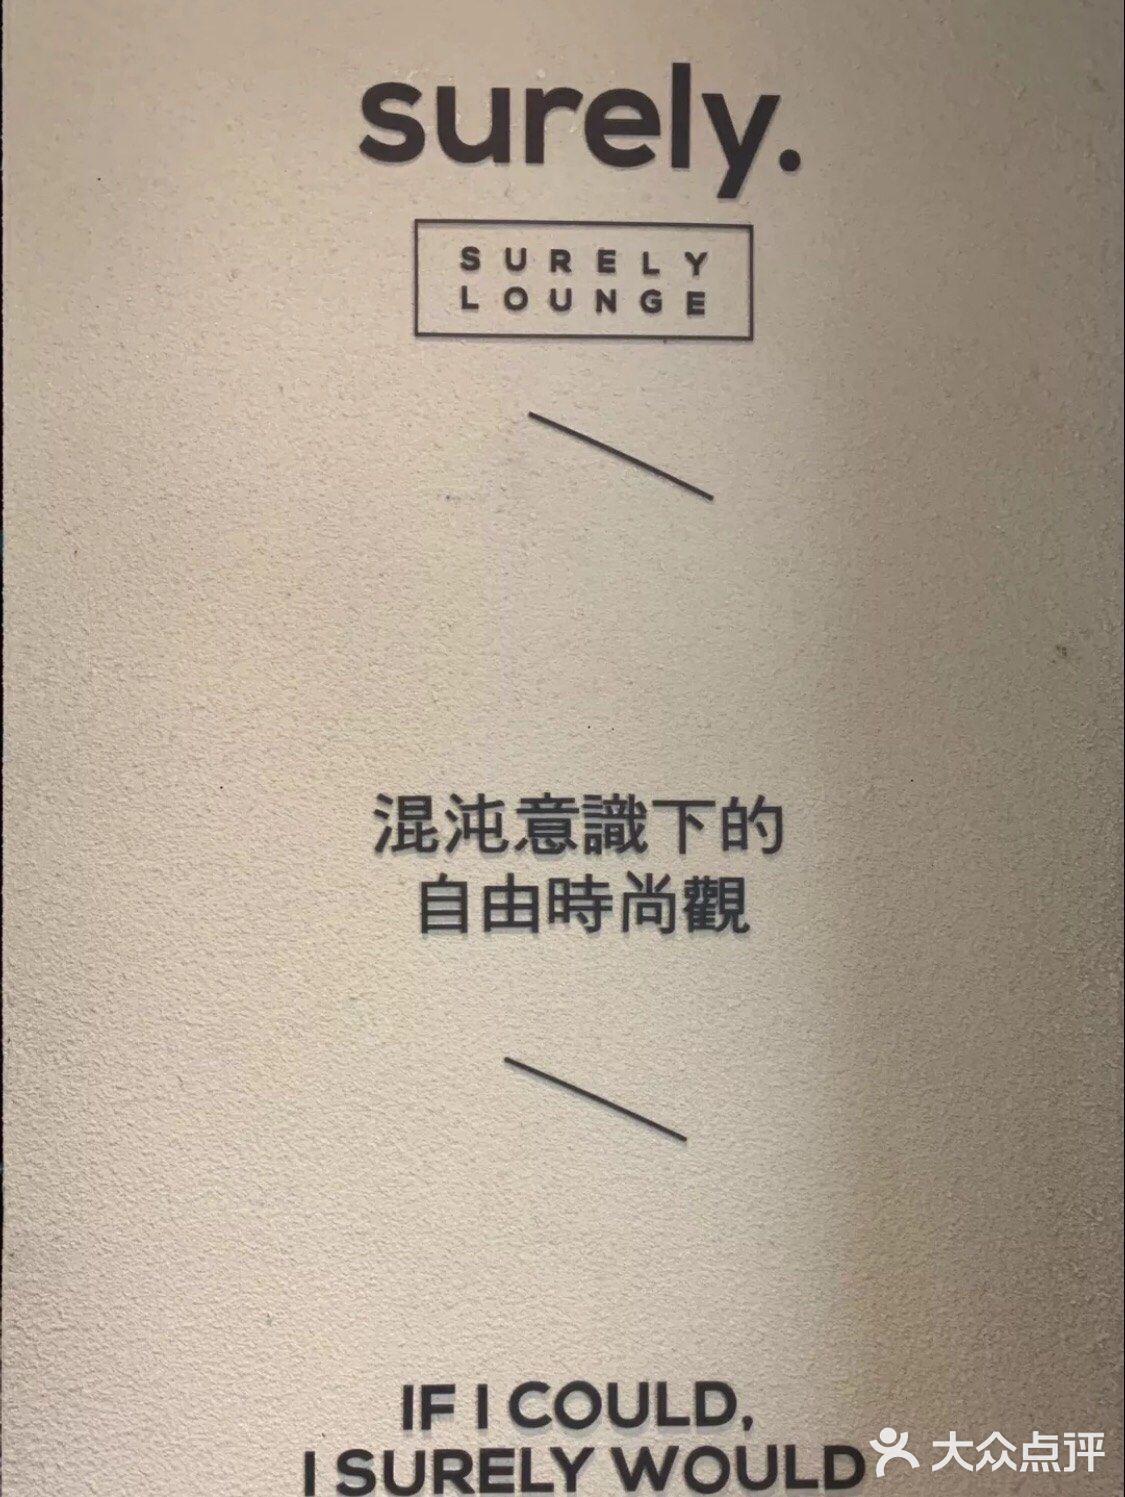 surely.
SURELY
LOUNGE
混沌意識下的
自由時尚觀
IF I COULD,
I SURELY WOULD
大众点评